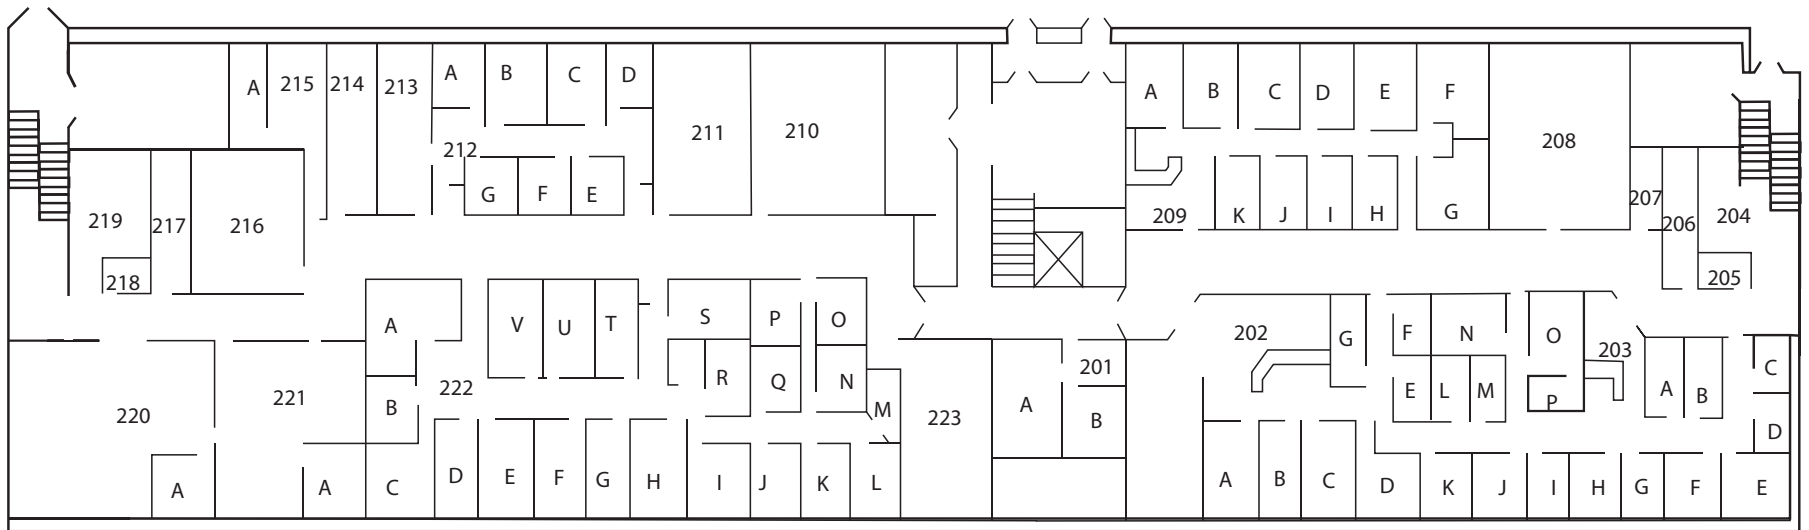 A 215 214 213 A B C D 211 210 A B C D E F 208
212
G F E
219 217 216 209 K J I H G 207 206 204
218 205
A V U T S P O 202 G F N O 203
222 R Q N E L M P A B C
220 221 B M 223 A 201 B D
A A C D E F G H I J K L A B C D K J I H G F E